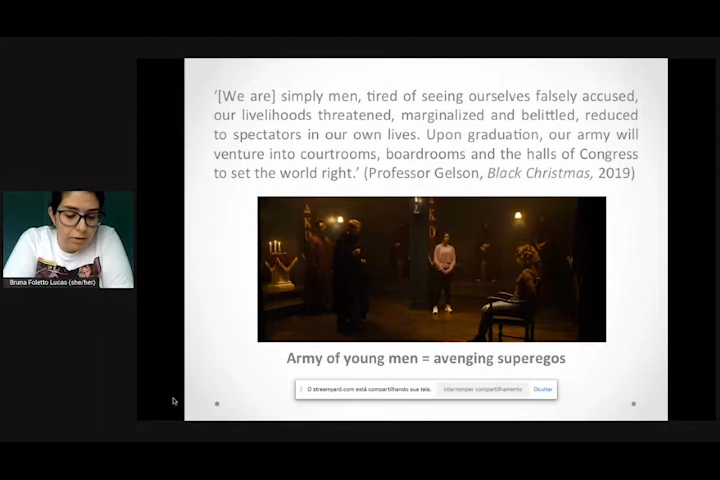 ‘[We are] simply men, tired of seeing ourselves falsely accused,
our livelihoods threatened, marginalized and belittled, reduced
to spectators in our own lives. Upon graduation, our army will
venture into courtrooms, boardrooms and the halls of Congress
to set the world right.’ (Professor Gelson, Black Christmas, 2019)
AKO
Bruna Foletto Lucas (she/her)
Army of young men = avenging superegos
O streamyard.com está compartilhando sua tela. Interromper compartilhamento Ocultar